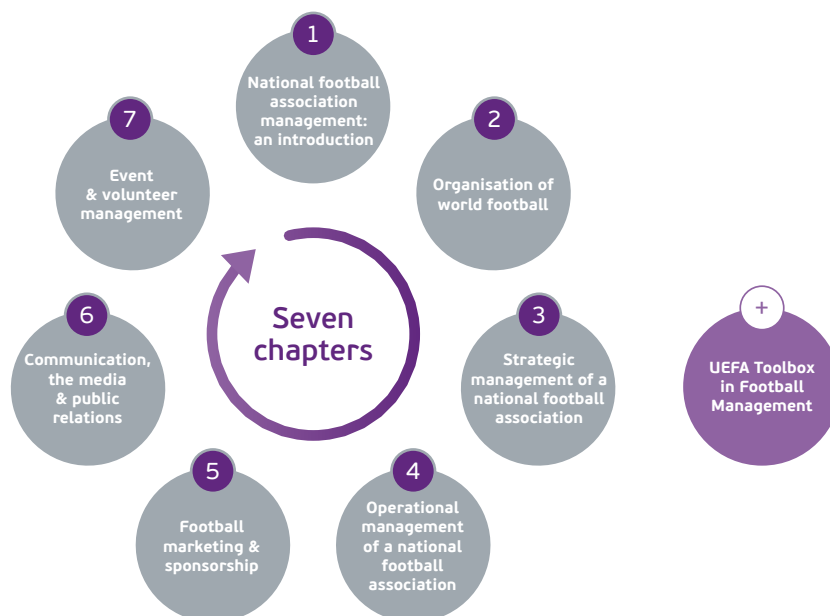 1
National football
association
management:
an introduction
2
Organisation of
world football
3
Strategic
management of a
national football
association
4
Operational
management
of a national
football
association
5
Football
marketing &
sponsorship
6
Communication,
the media
& public
relations
7
Event
& volunteer
management
Seven
chapters
+
UEFA Toolbox
in Football
Management